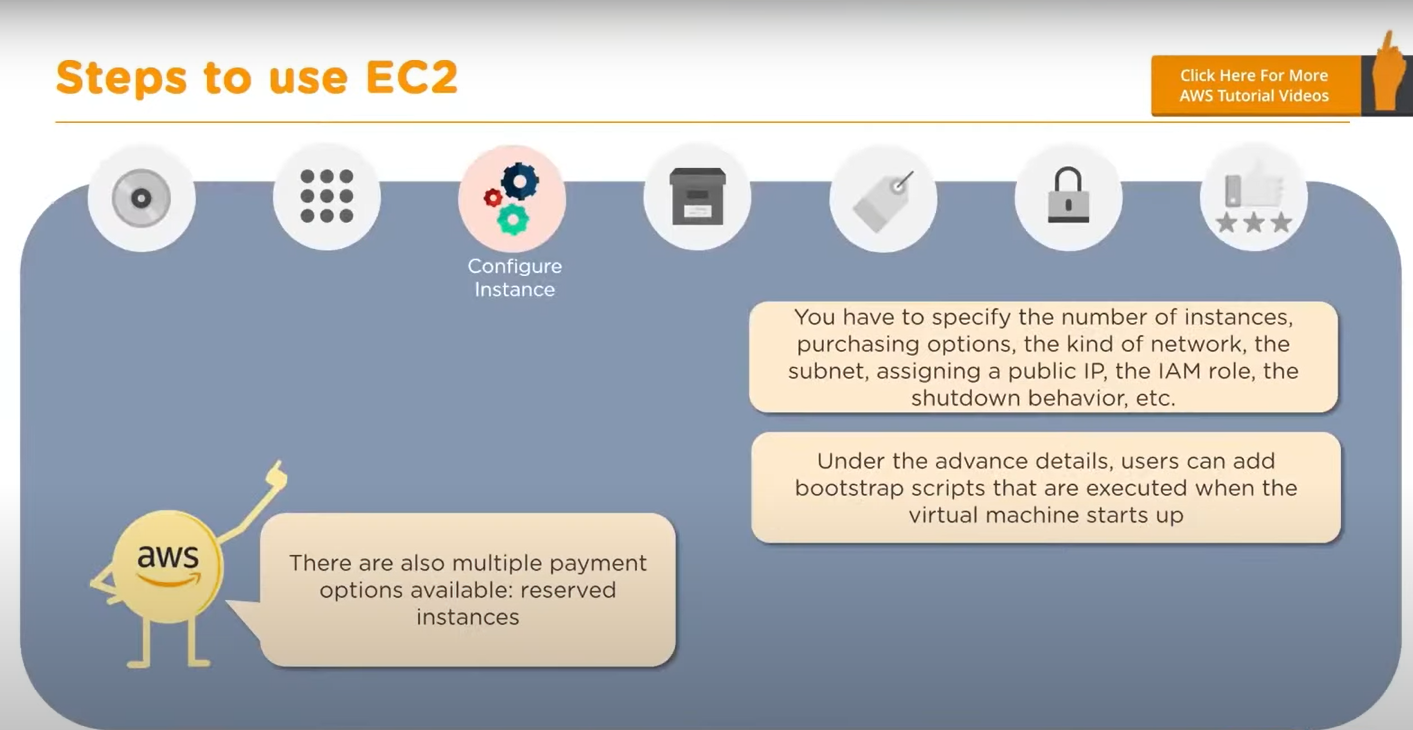 Steps to use EC2
Click Here For More
AWS Tutorial Videos
Configure
Instance
You have to specify the number of instances,
purchasing options, the kind of network, the
subnet, assigning a public IP, the IAM role, the
shutdown behavior, etc.
Under the advance details, users can add
bootstrap scripts that are executed when the
virtual machine starts up
aws
There are also multiple payment
options available: reserved
instances